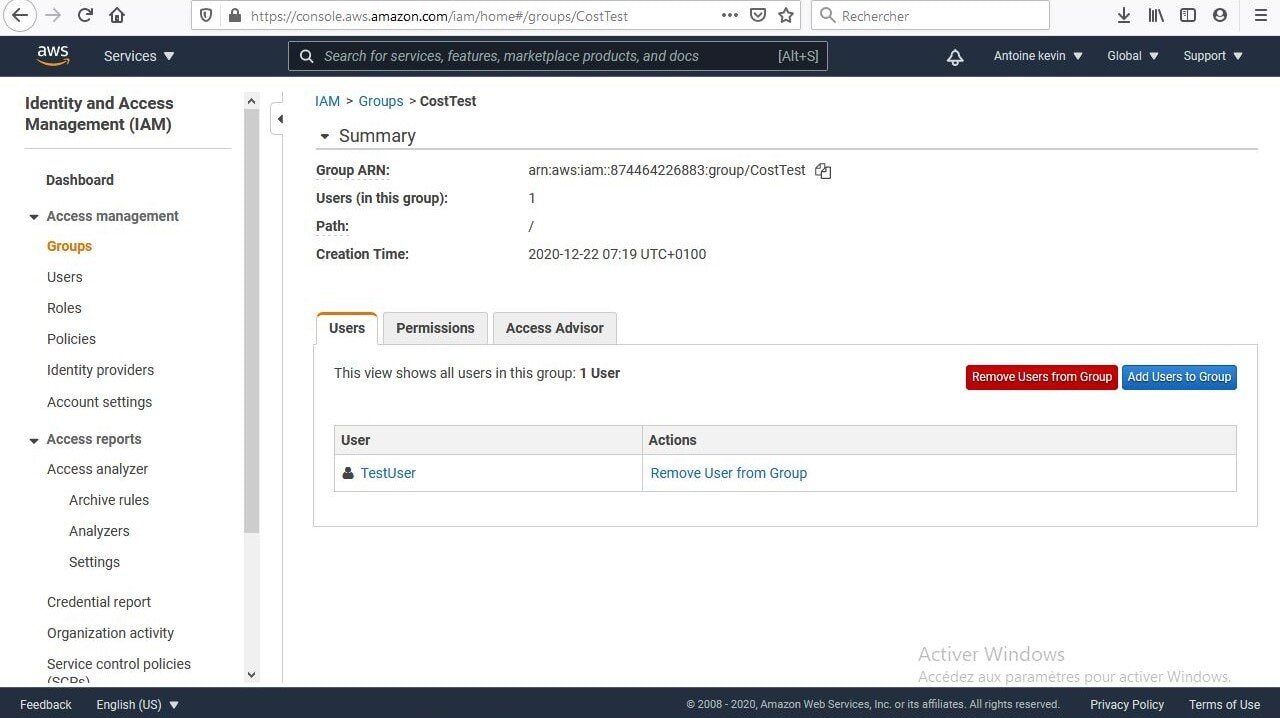 https://console.aws.amazon.com/iam/home#/groups/CostTest
Rechercher
aws
Services
Search for services, features, marketplace products, and docs
[Alt+S]
Antoine kevin
Global
Support
Identity and Access
Management (IAM)
Dashboard
Access management
Groups
Users
Roles
Policies
Identity providers
Account settings
Access reports
Access analyzer
Archive rules
Analyzers
Settings
Credential report
Organization activity
Service control policies
(SCPs)
IAM > Groups > CostTest
Summary
Group ARN: arn:aws:iam::874464226883:group/CostTest
Users (in this group): 1
Path: /
Creation Time: 2020-12-22 07:19 UTC+0100
Users
Permissions
Access Advisor
This view shows all users in this group: 1 User
Remove Users from Group
Add Users to Group
User Actions
TestUser Remove User from Group
Activer Windows
Accédez aux paramètres pour activer Windows.
Feedback
English (US)
© 2008 - 2020, Amazon Web Services, Inc. or its affiliates. All rights reserved.
Privacy Policy
Terms of Use